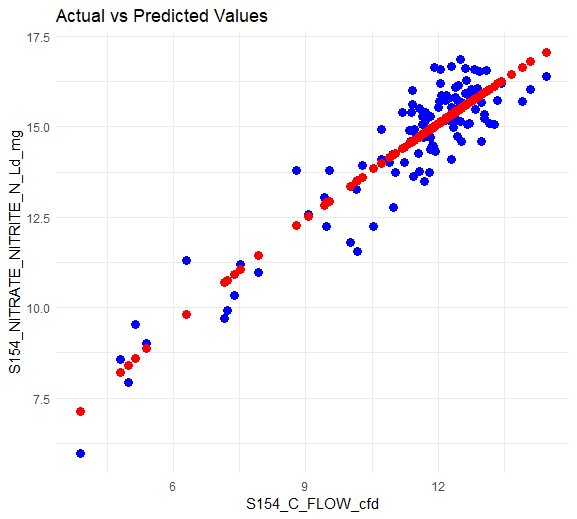 Actual vs Predicted Values
17.5
15.0
12.5
10.0
7.5
S154_NITRATE_NITRITE_N_Ld_mg
6
9
12
S154_C_FLOW_cfd